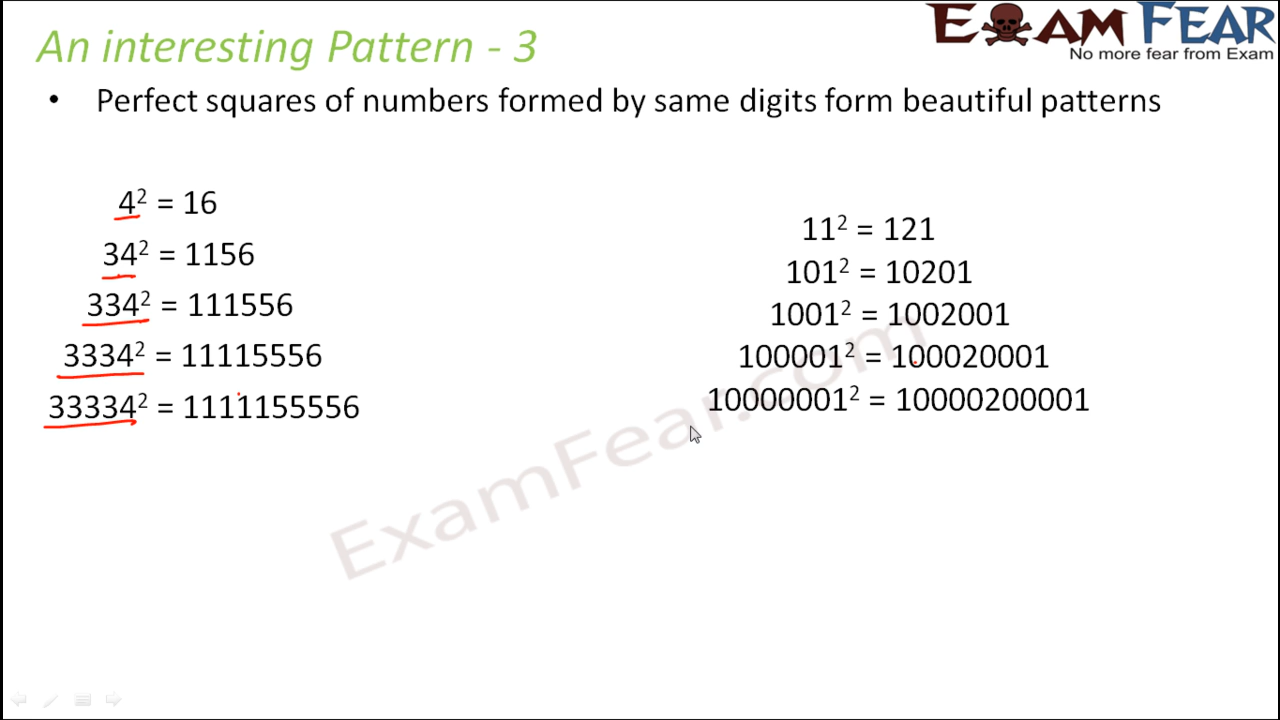 An interesting Pattern - 3
EXAM FEAR
No more fear from Exam
• Perfect squares of numbers formed by same digits form beautiful patterns
4² = 16
34² = 1156
334² = 111556
3334² = 11115556
33334² = 1111155556
11² = 121
101² = 10201
1001² = 1002001
100001² = 100020001
10000001² = 10000200001
ExamFear.com